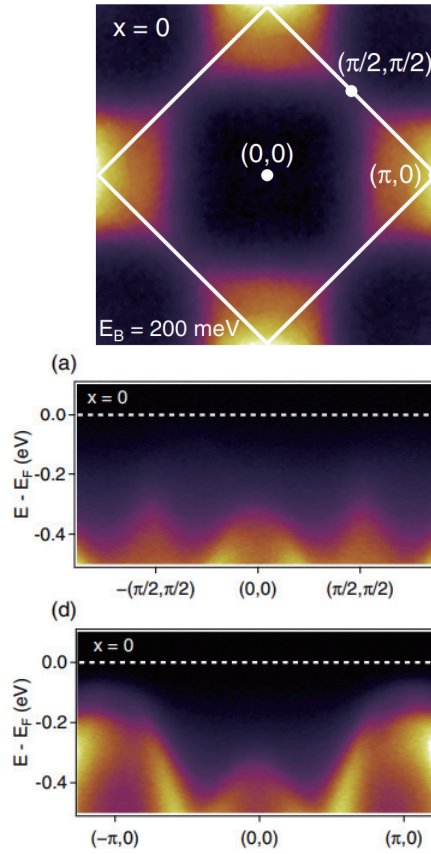 x = 0
(π/2,π/2)
(0,0)
(π,0)
E_B = 200 meV
(a)
x = 0
0.0
-0.2
-0.4
E - E_F (eV)
−(π/2,π/2) (0,0) (π/2,π/2)
(d)
x = 0
0.0
-0.2
-0.4
E - E_F (eV)
(−π,0) (0,0) (π,0)